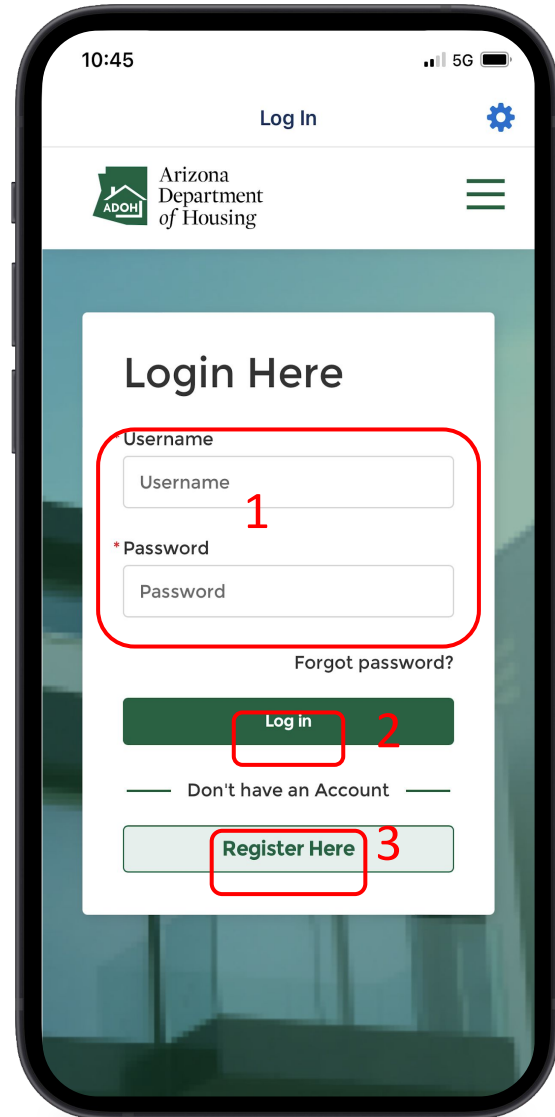 10:45
5G
Log In
ADOH
Arizona
Department
of Housing
Login Here
*Username
Username
1
*Password
Password
Forgot password?
Log in
2
Don't have an Account
Register Here
3